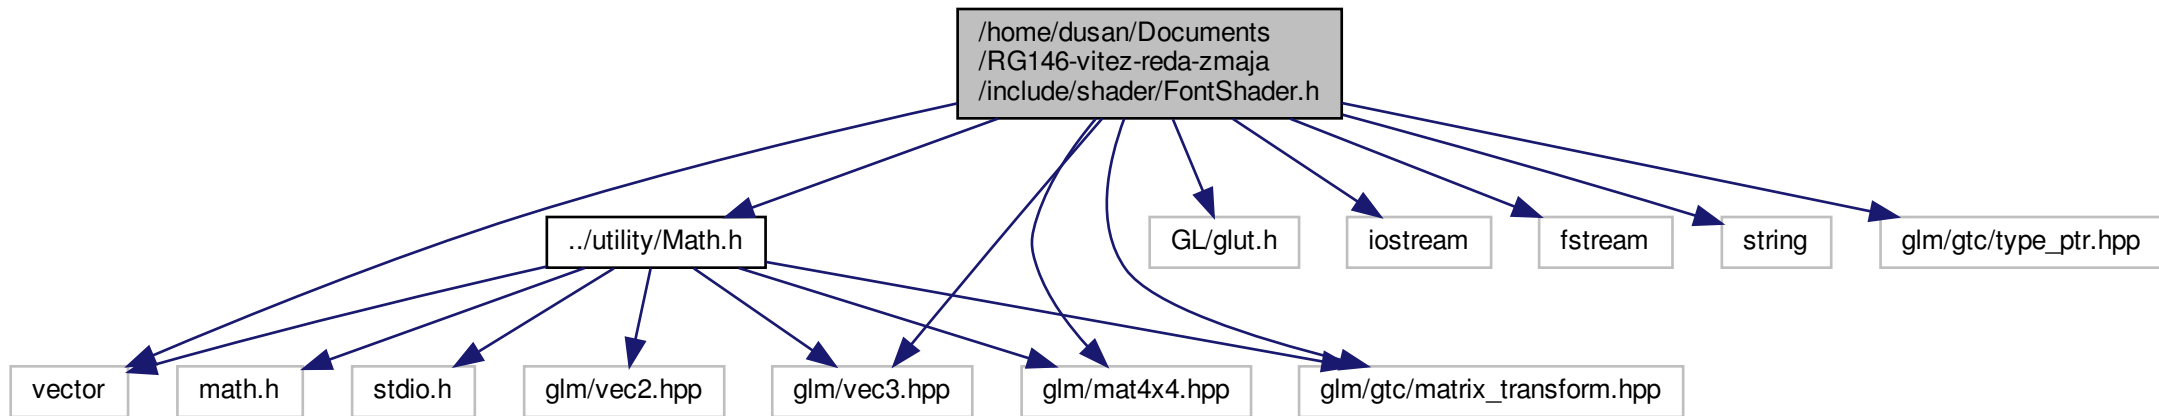 /home/dusan/Documents
/RG146-vitez-reda-zmaja
/include/shader/FontShader.h
../utility/Math.h
GL/glut.h
iostream
fstream
string
glm/gtc/type_ptr.hpp
vector
math.h
stdio.h
glm/vec2.hpp
glm/vec3.hpp
glm/mat4x4.hpp
glm/gtc/matrix_transform.hpp